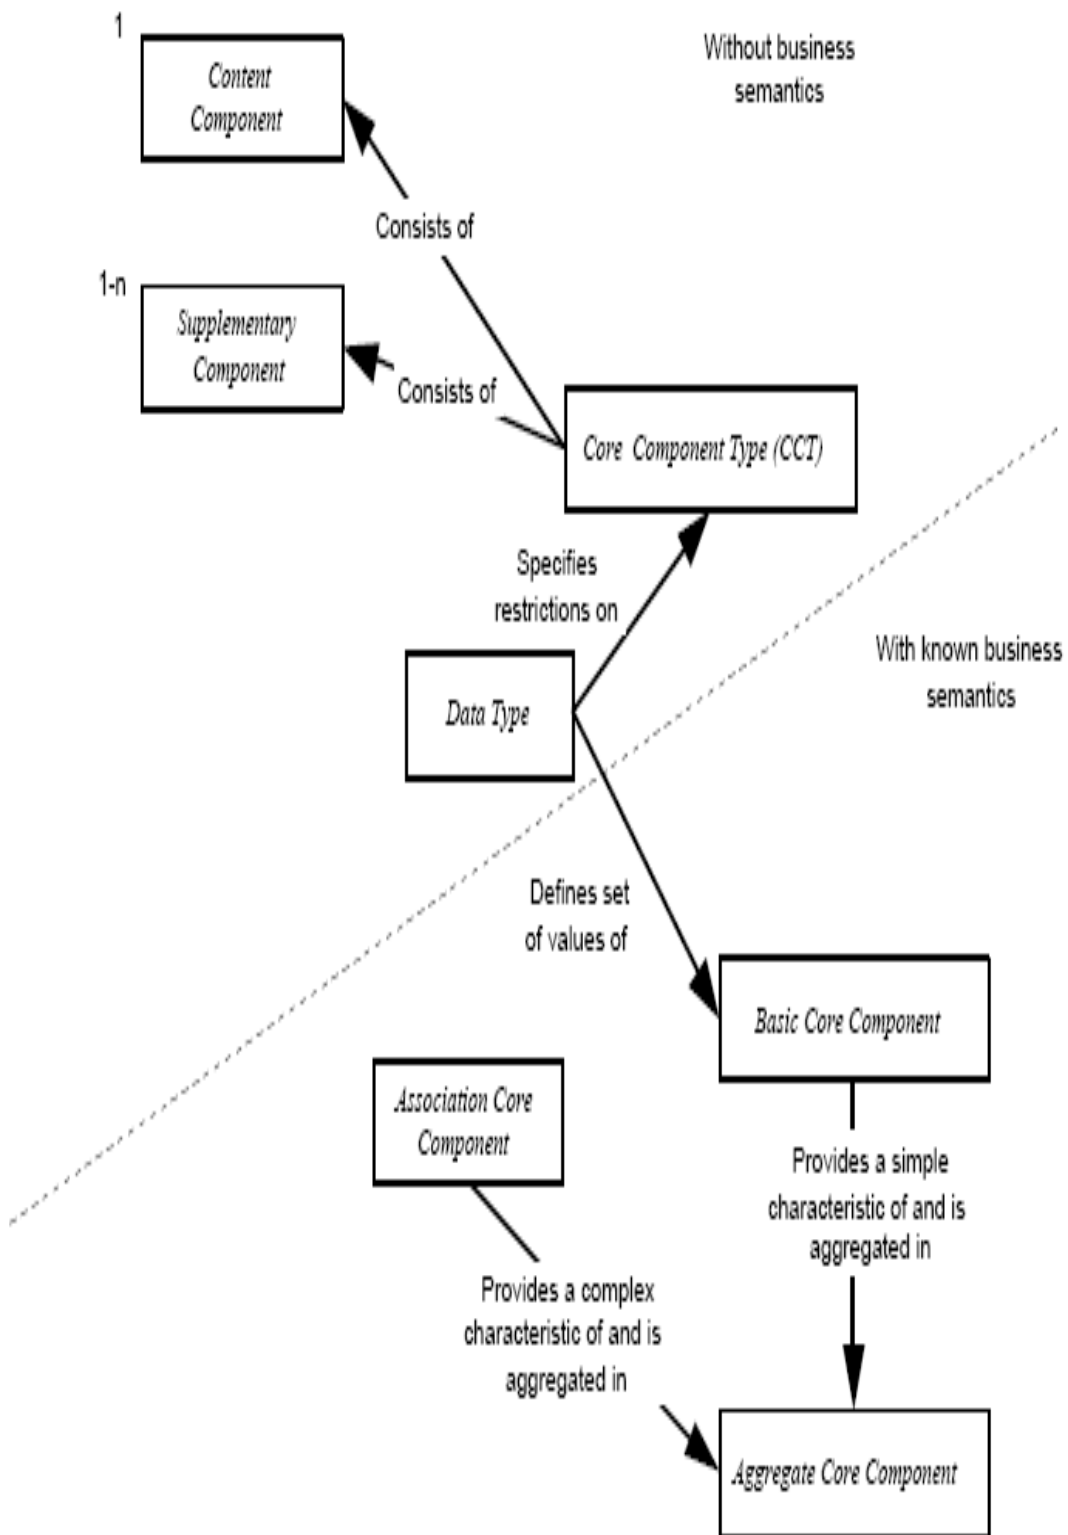 1
Content
Component
Without business
semantics
Consists of
1-n
Supplementary
Component
Consists of
Core Component Type (CCT)
Specifies
restrictions on
With known business
semantics
Data Type
Defines set
of values of
Basic Core Component
Association Core
Component
Provides a simple
characteristic of and is
aggregated in
Provides a complex
characteristic of and is
aggregated in
Aggregate Core Component